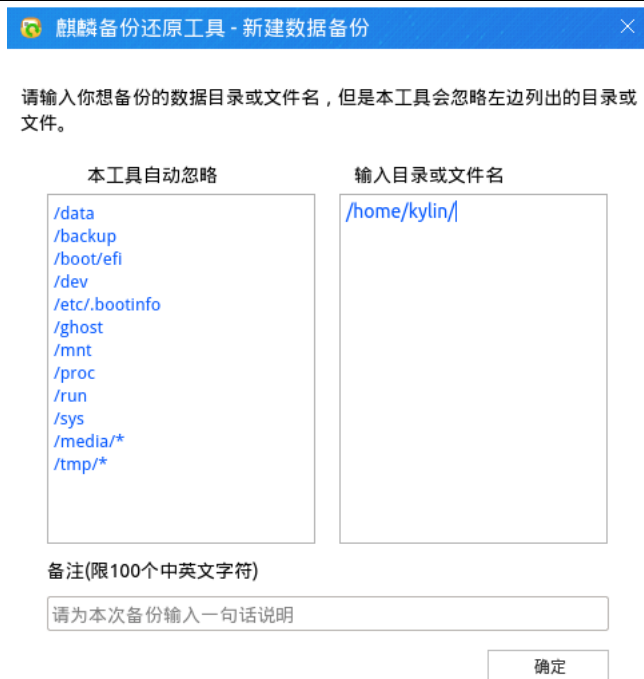 麒麟备份还原工具 - 新建数据备份
请输入你想备份的数据目录或文件名，但是本工具会忽略左边列出的目录或
文件。
本工具自动忽略
/data
/backup
/boot/efi
/dev
/etc/.bootinfo
/ghost
/mnt
/proc
/run
/sys
/media/*
/tmp/*
输入目录或文件名
/home/kylin/
备注(限100个中英文字符)
请为本次备份输入一句话说明
确定